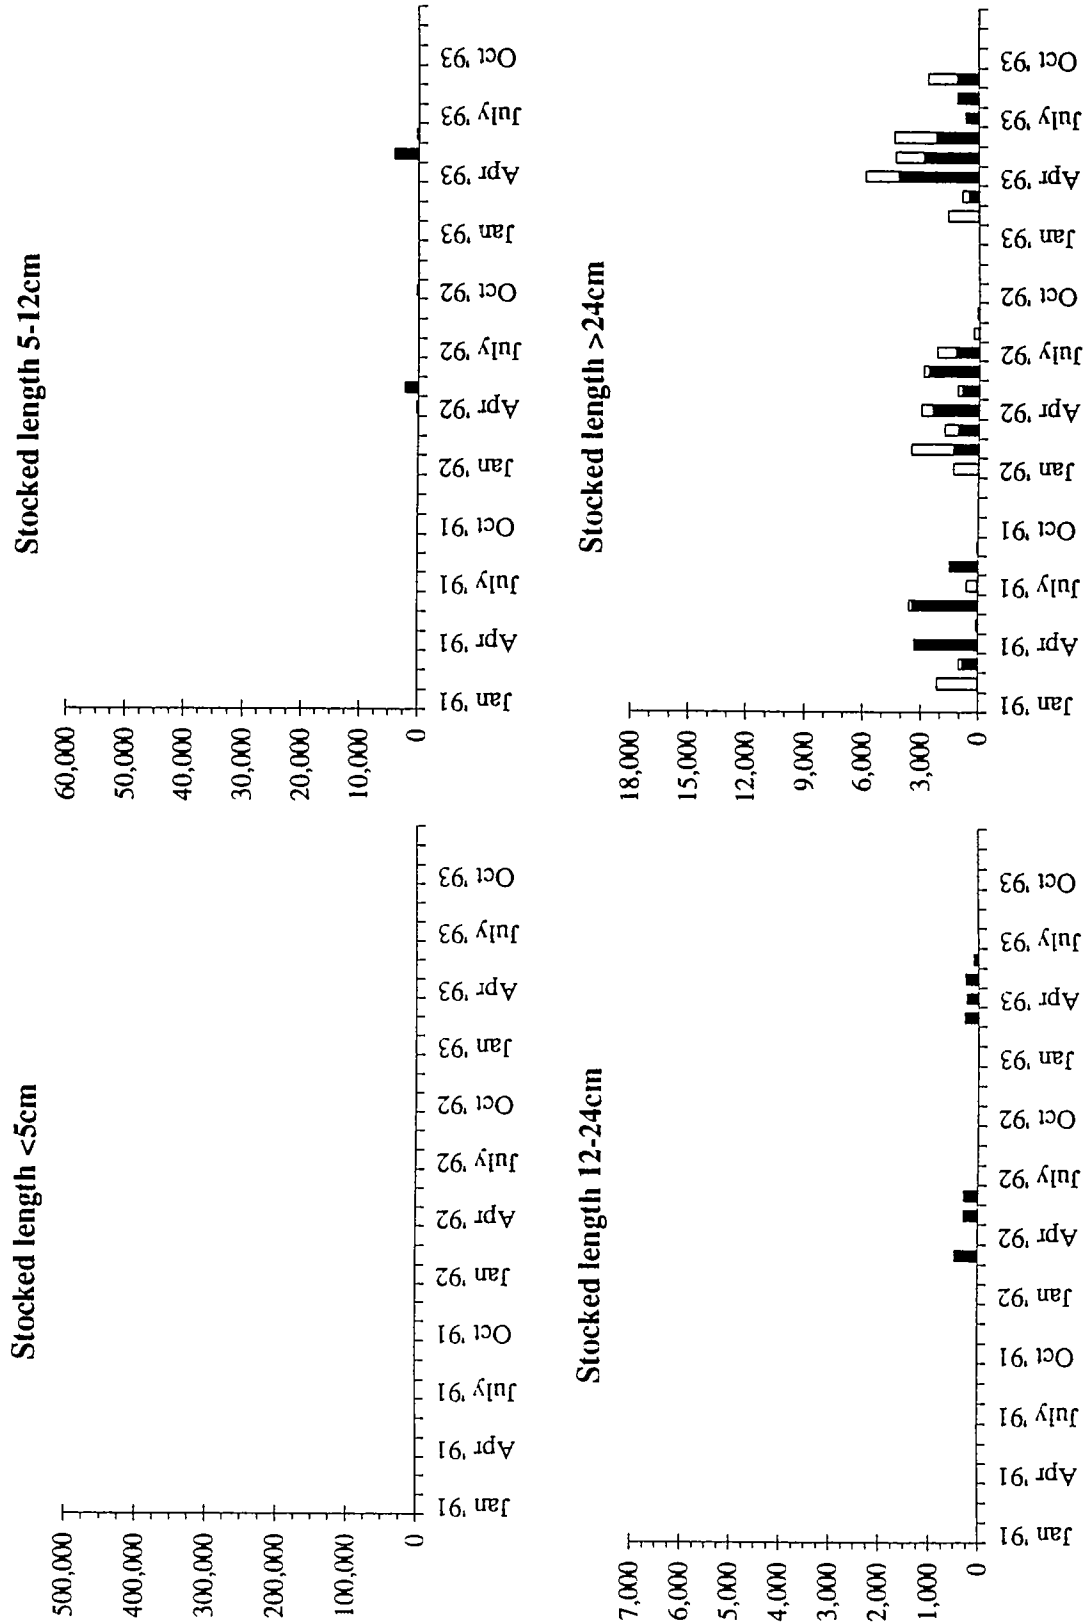 Stocked length <5cm
500,000
400,000
300,000
200,000
100,000
0
Jan '91
Apr '91
July '91
Oct '91
Jan '92
Apr '92
July '92
Oct '92
Jan '93
Apr '93
July '93
Oct '93
Stocked length 5-12cm
60,000
50,000
40,000
30,000
20,000
10,000
0
Jan '91
Apr '91
July '91
Oct '91
Jan '92
Apr '92
July '92
Oct '92
Jan '93
Apr '93
July '93
Oct '93
Stocked length 12-24cm
7,000
6,000
5,000
4,000
3,000
2,000
1,000
0
Jan '91
Apr '91
July '91
Oct '91
Jan '92
Apr '92
July '92
Oct '92
Jan '93
Apr '93
July '93
Oct '93
Stocked length >24cm
18,000
15,000
12,000
9,000
6,000
3,000
0
Jan '91
Apr '91
July '91
Oct '91
Jan '92
Apr '92
July '92
Oct '92
Jan '93
Apr '93
July '93
Oct '93